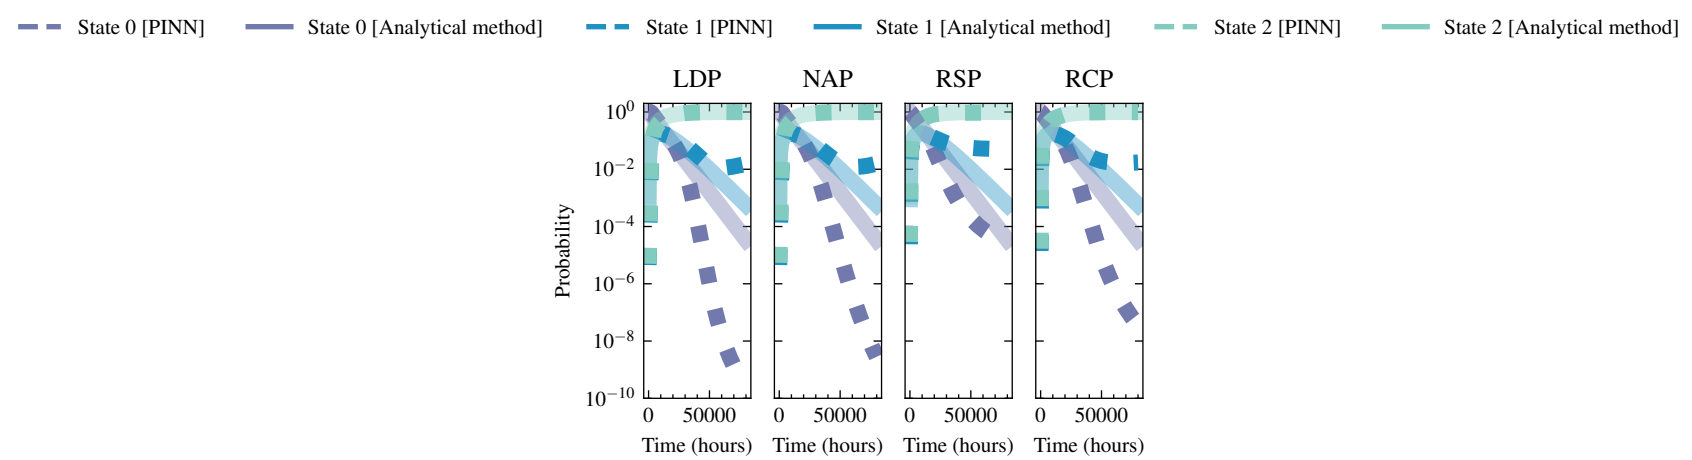 State 0 [PINN] State 0 [Analytical method] State 1 [PINN] State 1 [Analytical method] State 2 [PINN] State 2 [Analytical method]
LDP NAP RSP RCP
Probability
10⁰
10⁻²
10⁻⁴
10⁻⁶
10⁻⁸
10⁻¹⁰
0 50000 0 50000 0 50000 0 50000
Time (hours) Time (hours) Time (hours) Time (hours)